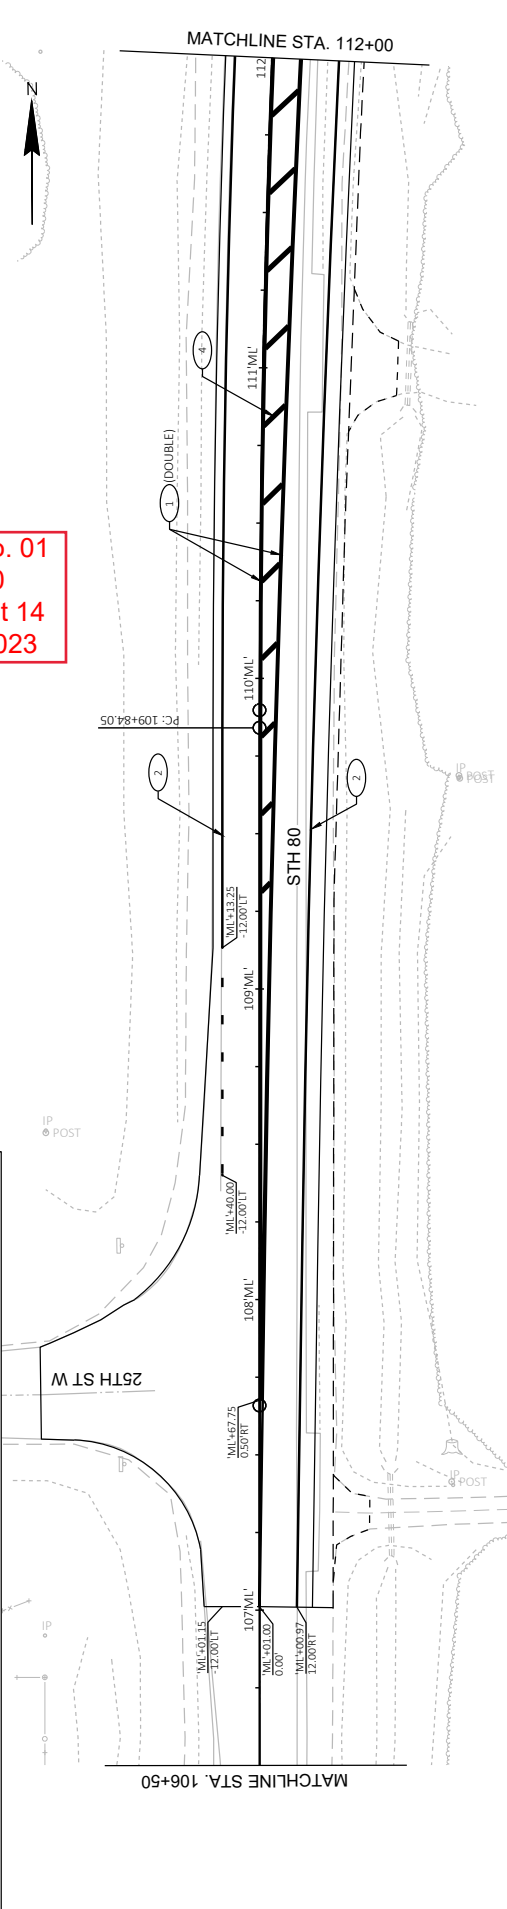 MATCHLINE STA. 112+00
N
112
4
111'ML'
1
(DOUBLE)
01
t 14
023
110'ML'
PC: 109+84.05
2
2
IP
POST
POST
STH 80
'ML'+13.25
-12.00'LT
109'ML'
IP
POST
'ML'+40.00
-12.00'LT
108'ML'
25TH ST W
'ML'+67.75
0.50'RT
IP
POST
107'ML'
'ML'+01.15
-12.00'LT
'ML'+01.00
0.00'
'ML'+00.97
12.00'RT
IP
MATCHLINE STA. 106+50